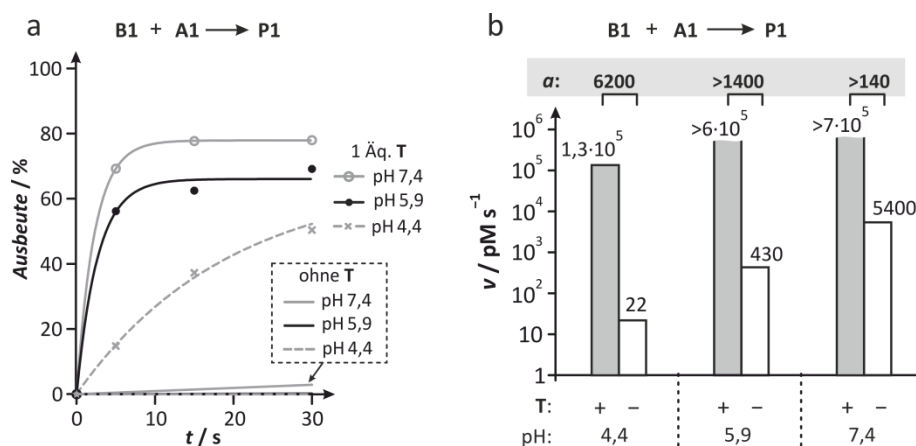 a
B1 + A1 → P1
Ausbeute / %
100
80
60
40
20
0
0 10 20 30
t / s
1 Äq. T
pH 7,4
pH 5,9
pH 4,4
ohne T
pH 7,4
pH 5,9
pH 4,4
b
B1 + A1 → P1
a: 6200 >1400 >140
v / pM s⁻¹
10⁶
10⁵
10⁴
10³
10²
10
1
1,3·10⁵ >6·10⁵ >7·10⁵
22 430 5400
T: + − + − + −
pH: 4,4 5,9 7,4